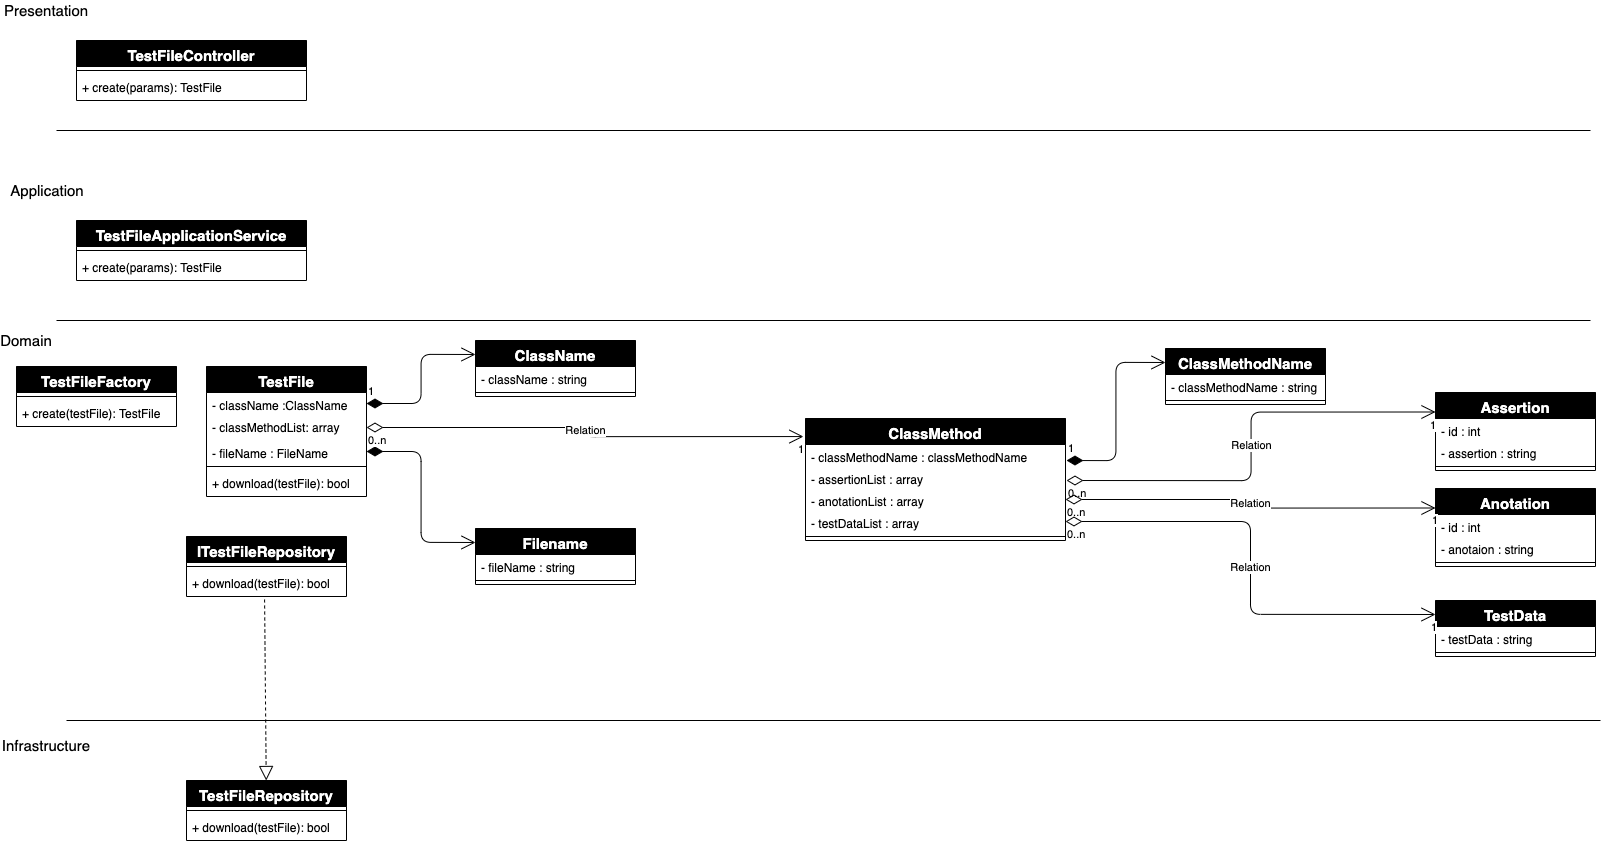 Presentation
TestFileController
+ create(params): TestFile
Application
TestFileApplicationService
+ create(params): TestFile
Domain
TestFileFactory
+ create(testFile): TestFile
TestFile
- className :ClassName
- classMethodList: array
- fileName : FileName
+ download(testFile): bool
1
0..n
ClassName
- className : string
Relation
Filename
- fileName : string
ITestFileRepository
+ download(testFile): bool
1
ClassMethod
- classMethodName : classMethodName
- assertionList : array
- anotationList : array
- testDataList : array
1
0..n
0..n
0..n
ClassMethodName
- classMethodName : string
Relation
1
Assertion
- id : int
- assertion : string
Relation
1
Anotation
- id : int
- anotaion : string
Relation
1
TestData
- testData : string
Infrastructure
TestFileRepository
+ download(testFile): bool